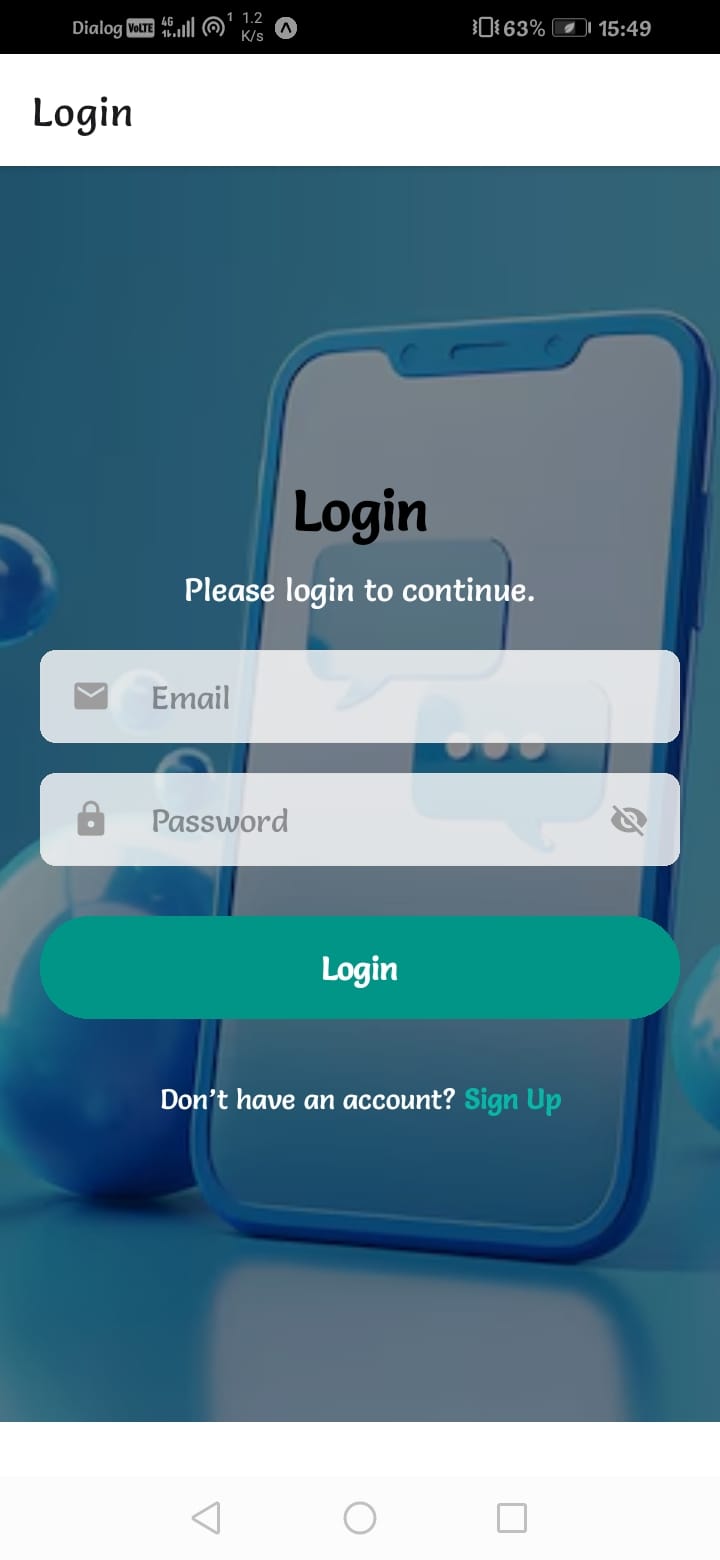 Dialog VoLTE 4G 1 1.2 K/s 63% 15:49
Login
Login
Please login to continue.
Email
Password
Login
Don't have an account? Sign Up